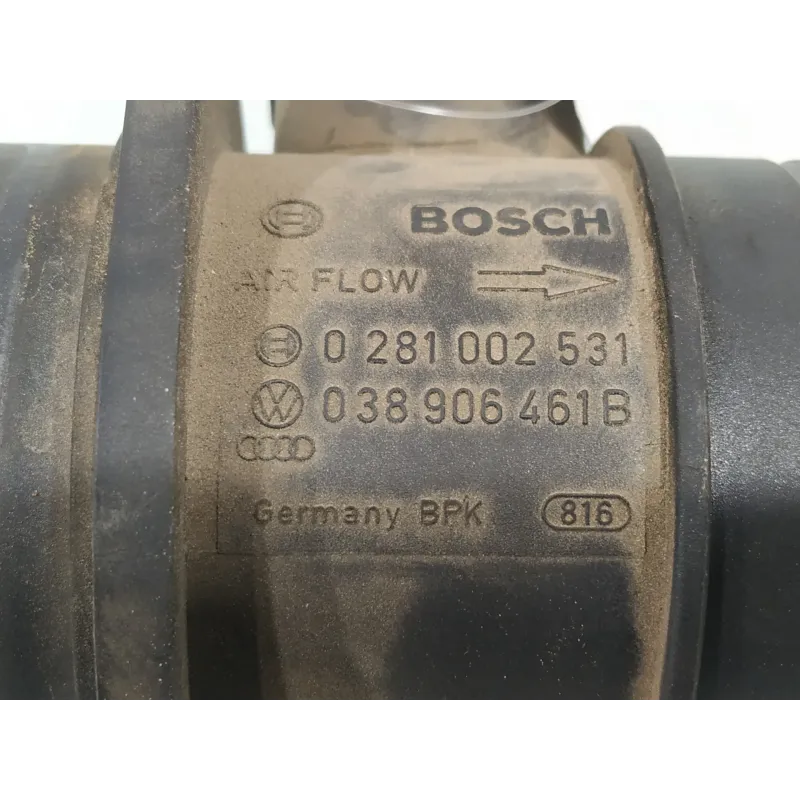 BOSCH
AIR FLOW
0 281 002 531
038 906 461B
Germany BPK 816